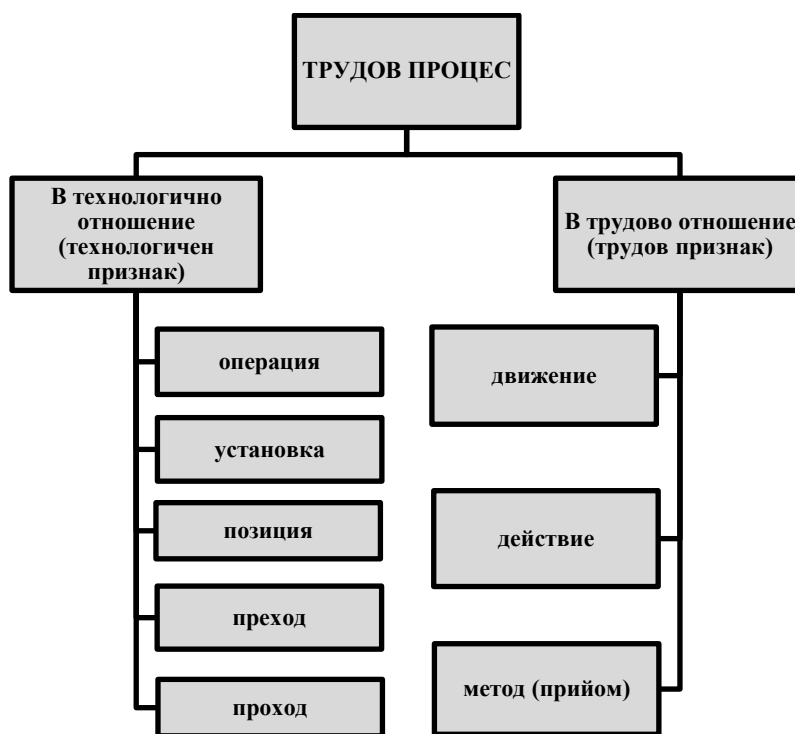 ТРУДОВ ПРОЦЕС
В технологично
отношение
(технологичен
признак)
операция
установка
позиция
преход
проход
В трудово отношение
(трудов признак)
движение
действие
метод (прийом)